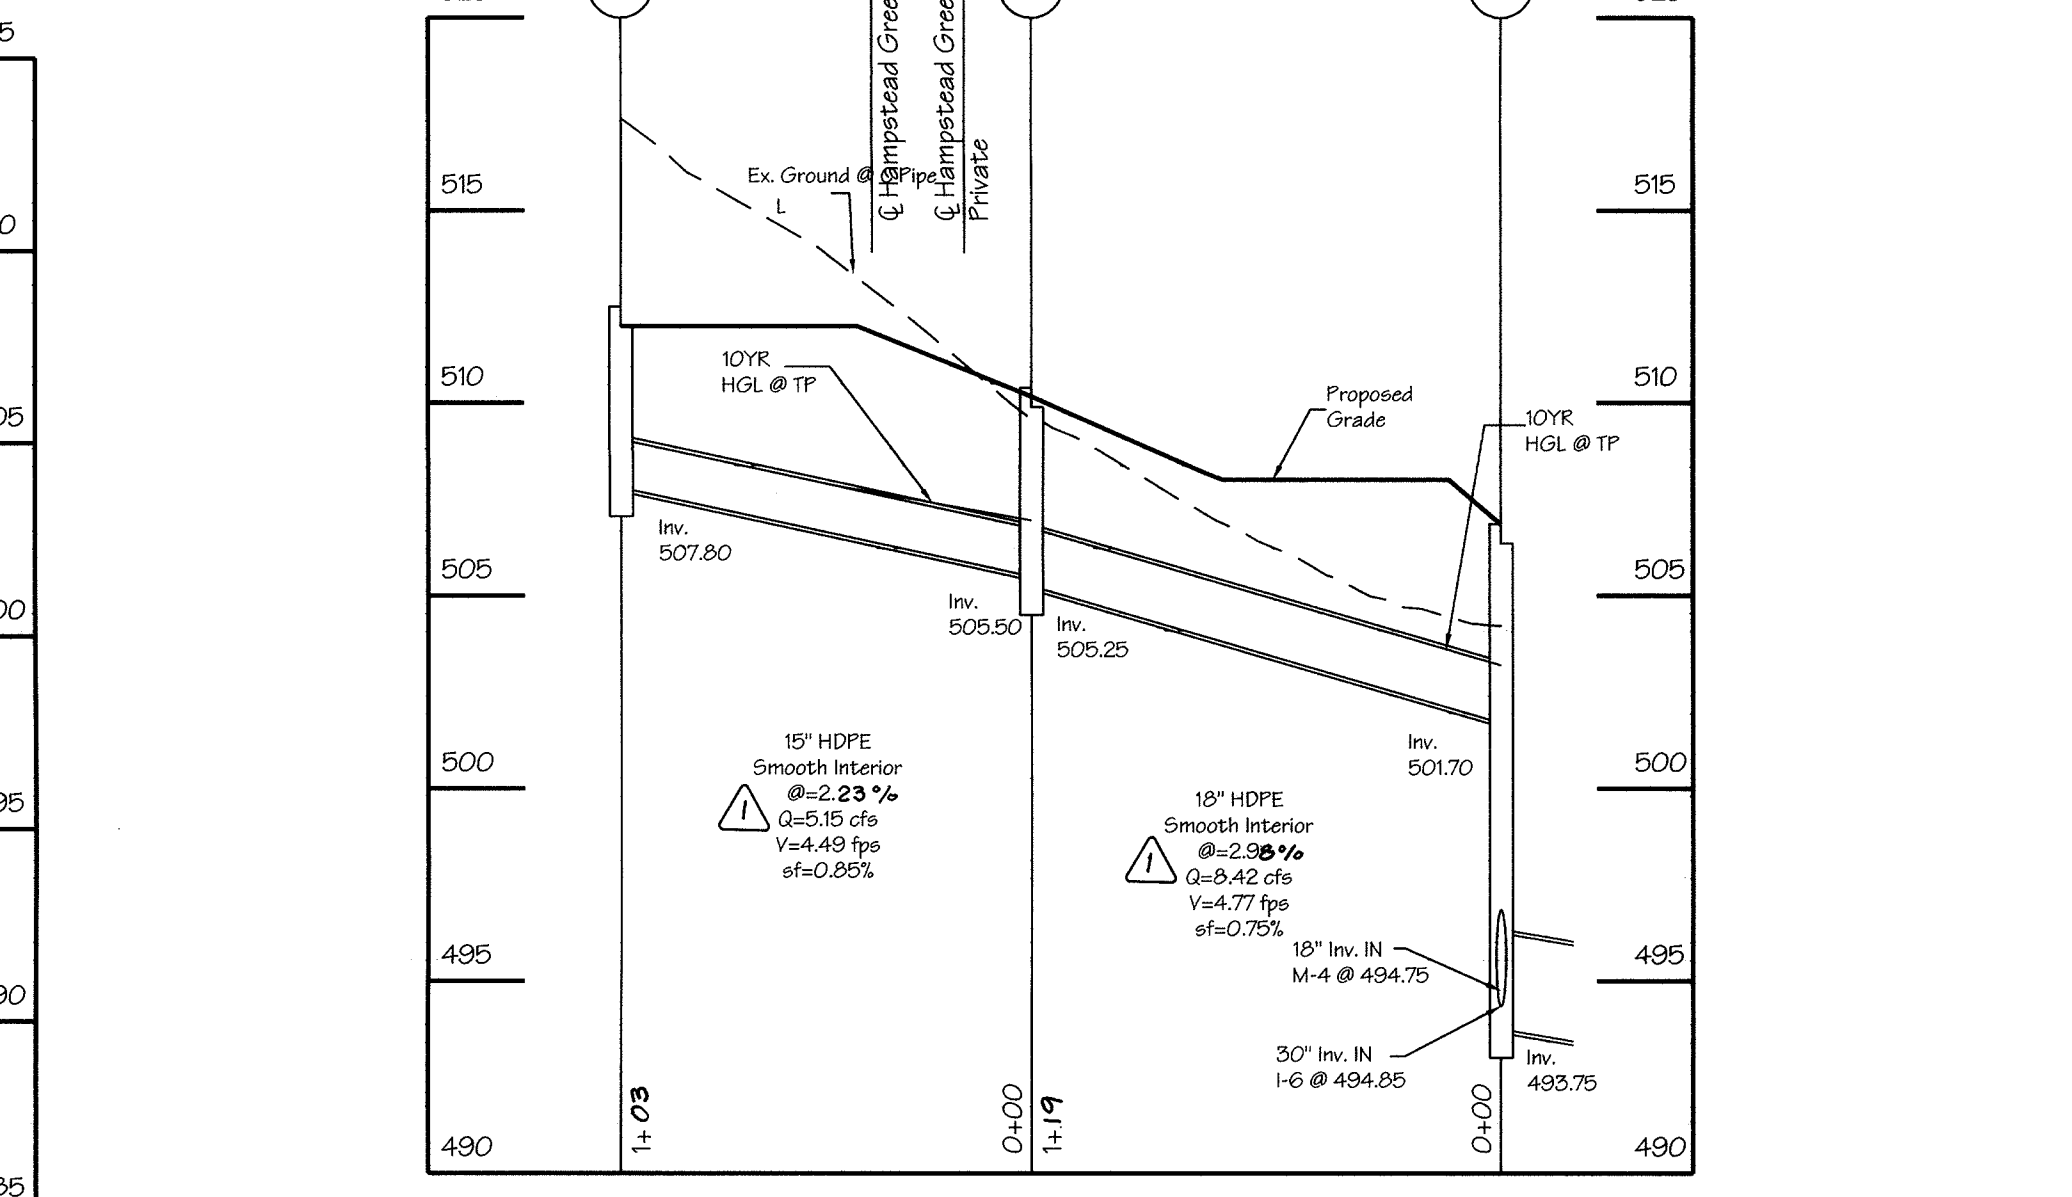 515
510
505
500
495
490
515
510
505
500
495
490
℄ Hampstead Gree
℄ Hampstead Gree
Private
Ex. Ground @ ℄ Pipe
10YR
HGL @ TP
Proposed
Grade
10YR
HGL @ TP
Inv.
507.80
Inv.
505.50
Inv.
505.25
Inv.
501.70
15" HDPE
Smooth Interior
@=2.23%
1
Q=5.15 cfs
V=4.49 fps
sf=0.85%
18" HDPE
Smooth Interior
@=2.98%
1
Q=8.42 cfs
V=4.77 fps
sf=0.75%
18" Inv. IN
M-4 @ 494.75
30" Inv. IN
I-6 @ 494.85
Inv.
493.75
1+03
0+00
1+.19
0+00